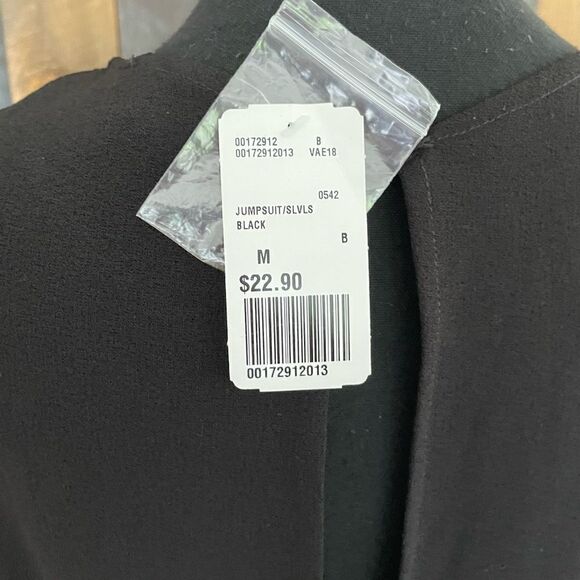 00172912 B
00172912013 VAE18
0542
JUMPSUIT/SLVLS
BLACK
B
M
$22.90
00172912013